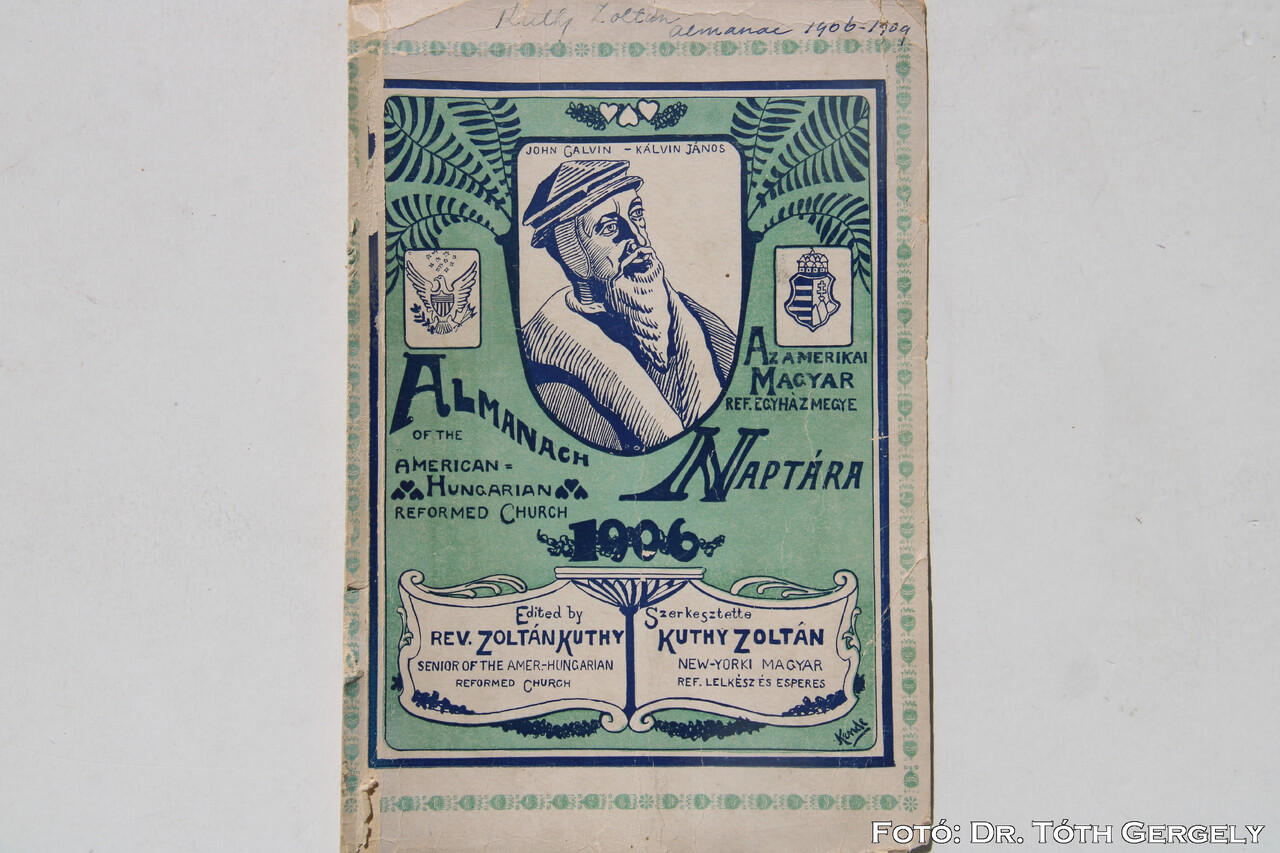 Kuthy Zoltán
almanac 1906-1909
JOHN CALVIN - KÁLVIN JÁNOS
ALMANACH
OF THE
AMERICAN=
HUNGARIAN
REFORMED CHURCH
AZ AMERIKAI
MAGYAR
REF. EGYHÁZMEGYE
NAPTÁRA
1906
Edited by
REV. ZOLTÁN KUTHY
SENIOR OF THE AMER.-HUNGARIAN
REFORMED CHURCH
Szerkesztette
KUTHY ZOLTÁN
NEW-YORKI MAGYAR
REF. LELKÉSZ ÉS ESPERES
Kende
FOTÓ: DR. TÓTH GERGELY